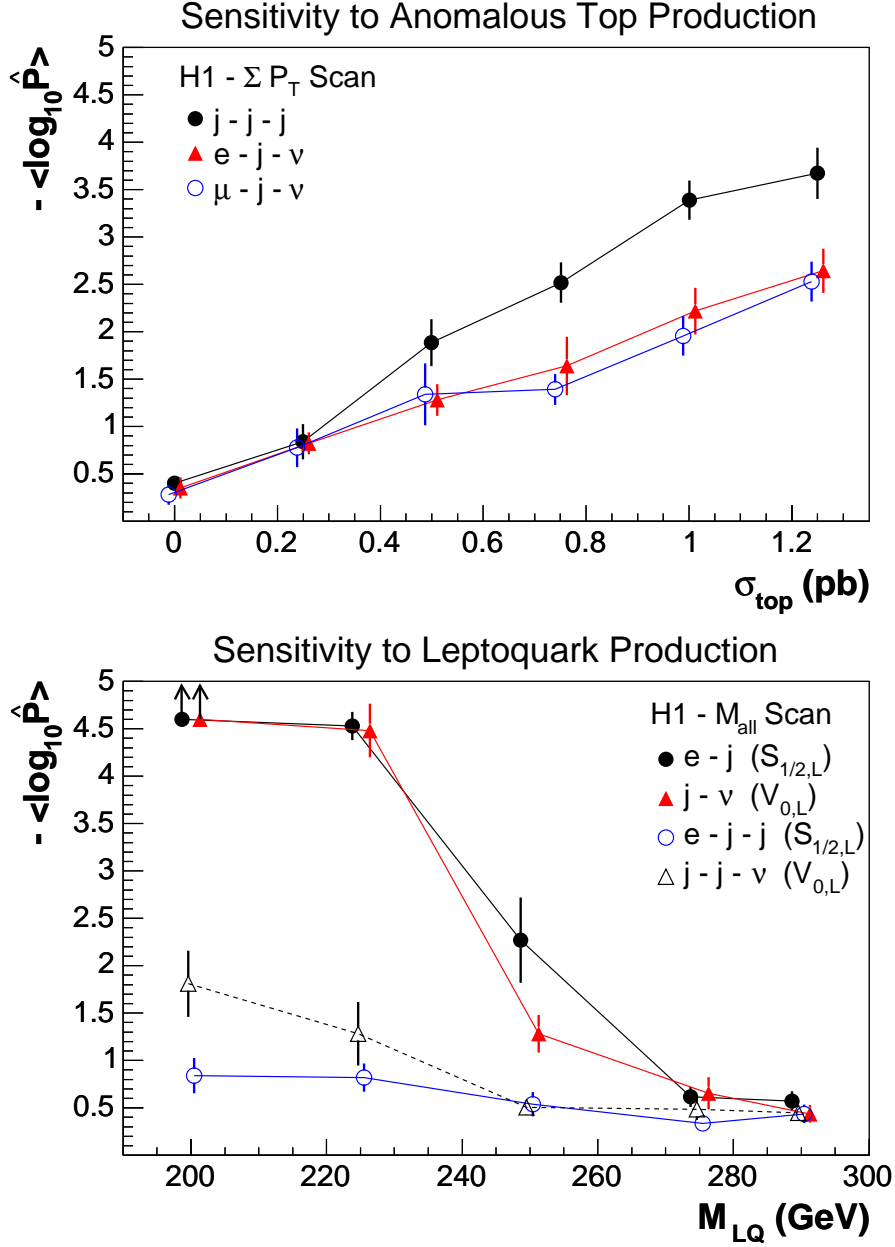 Sensitivity to Anomalous Top Production
- <log₁₀P̂>
5
4.5
4
3.5
3
2.5
2
1.5
1
0.5
H1 - Σ P_T Scan
j - j - j
e - j - ν
μ - j - ν
0 0.2 0.4 0.6 0.8 1 1.2
σ_top (pb)
Sensitivity to Leptoquark Production
- <log₁₀P̂>
5
4.5
4
3.5
3
2.5
2
1.5
1
0.5
H1 - M_all Scan
e - j (S_1/2,L)
j - ν (V_0,L)
e - j - j (S_1/2,L)
j - j - ν (V_0,L)
200 220 240 260 280 300
M_LQ (GeV)